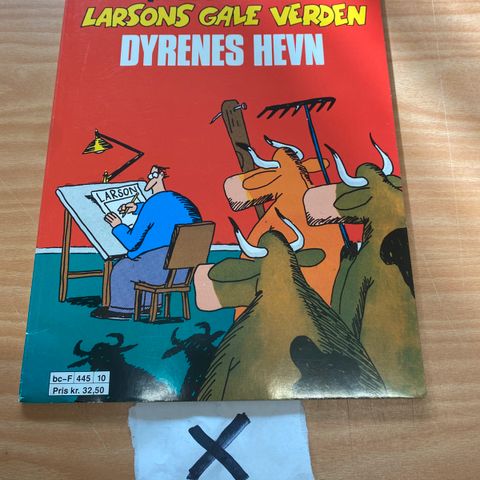 LARSONS GALE VERDEN
DYRENES HEVN
LARSON
bc-F 445 10
Pris kr. 32,50
X